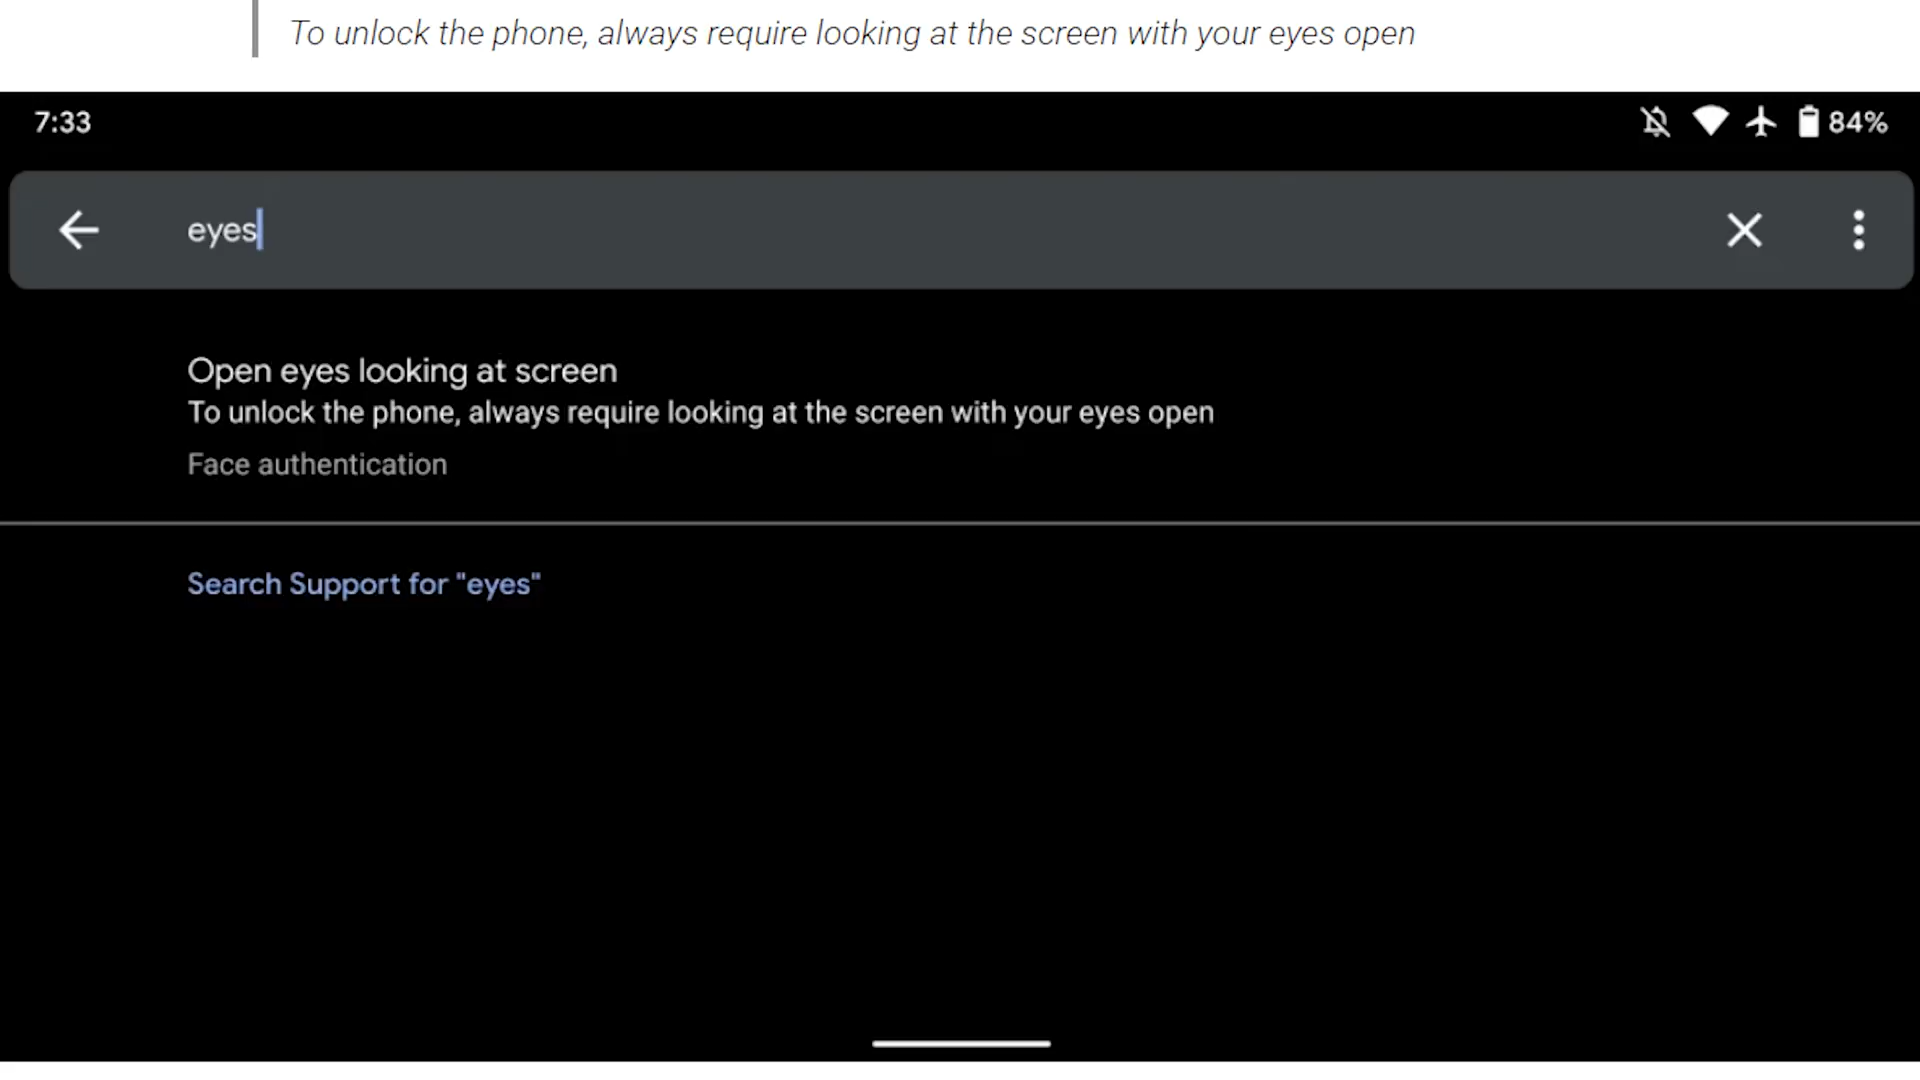 To unlock the phone, always require looking at the screen with your eyes open
7:33
84%
eyes
Open eyes looking at screen
To unlock the phone, always require looking at the screen with your eyes open
Face authentication
Search Support for "eyes"